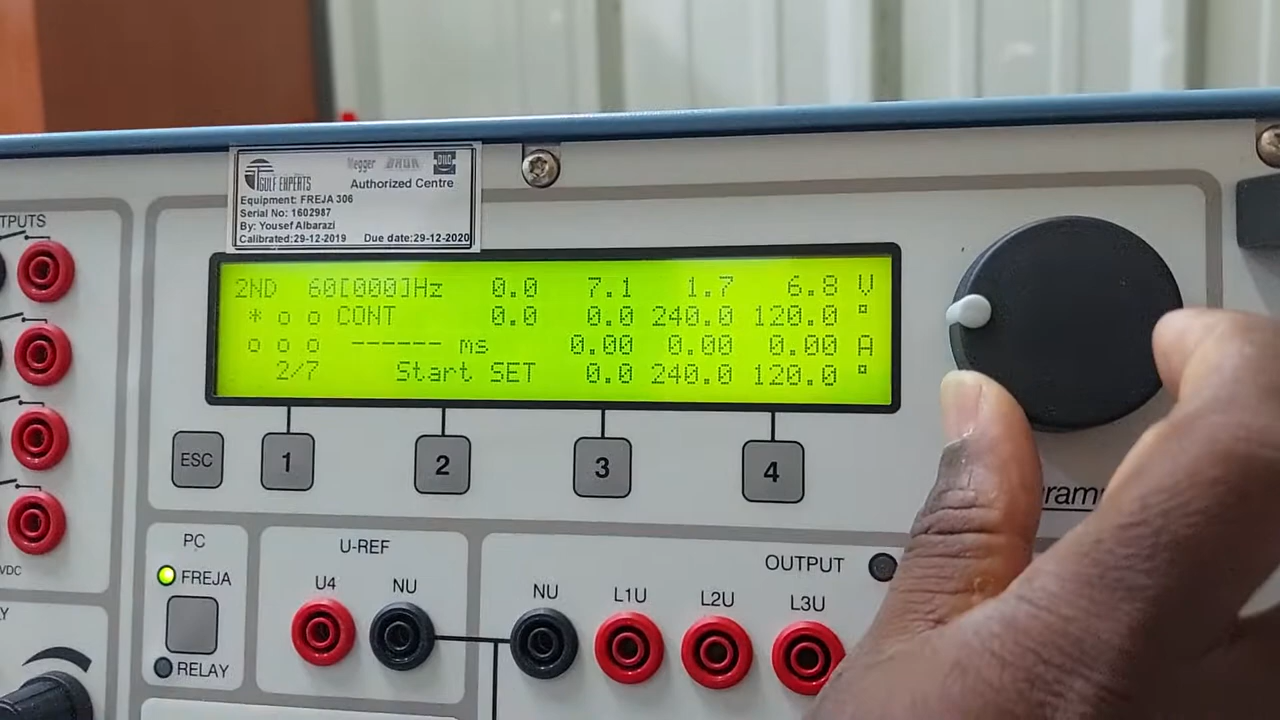 GULF EXPERTS
Megger
Authorized Centre
Equipment: FREJA 306
Serial No: 1602987
By: Yousef Albarazi
Calibrated:29-12-2019 Due date:29-12-2020
TPUTS
2ND 60[000]Hz 0.0 7.1 1.7 6.8 V
* o o CONT 0.0 0.0 240.0 120.0 °
o o o ------ ms 0.00 0.00 0.00 A
2/7 Start SET 0.0 240.0 120.0 °
ESC 1 2 3 4
ram
VDC
PC
FREJA
RELAY
U-REF
U4 NU
OUTPUT
NU L1U L2U L3U
LY